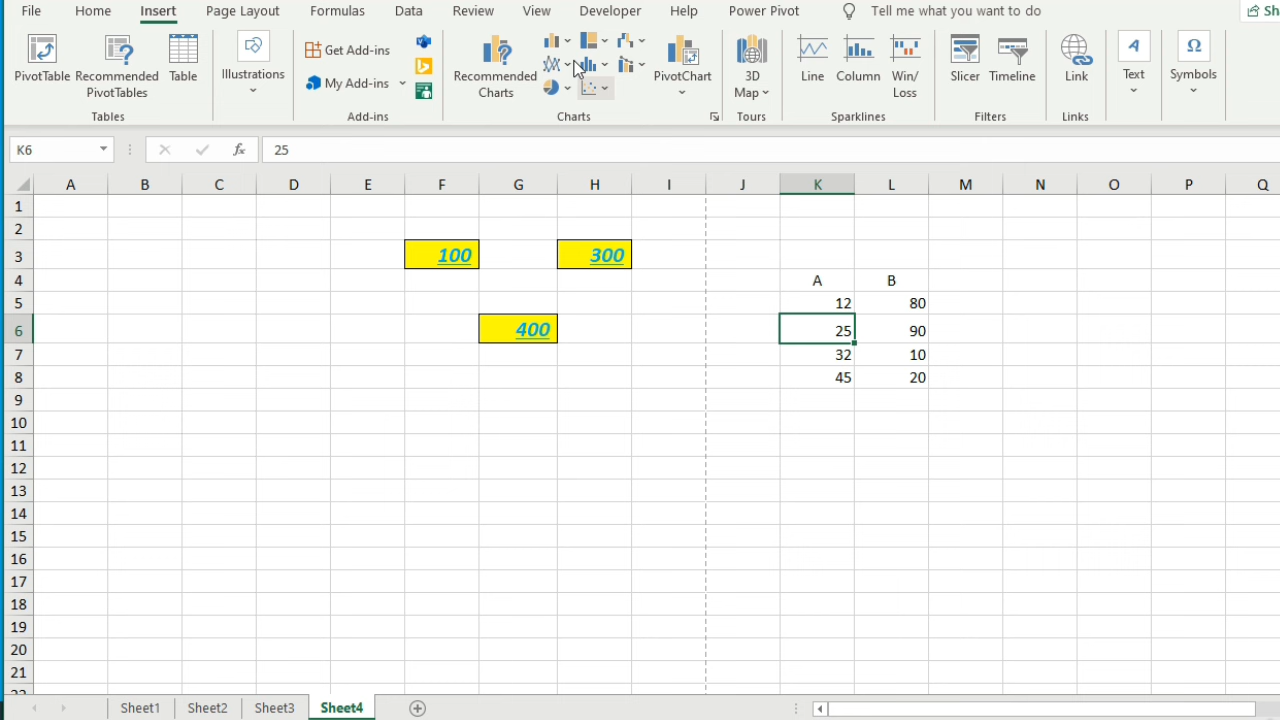 File Home Insert Page Layout Formulas Data Review View Developer Help Power Pivot Tell me what you want to do
PivotTable Recommended PivotTables Table Illustrations Get Add-ins My Add-ins Recommended Charts PivotChart 3D Map Line Column Win/ Loss Slicer Timeline Link Text Symbols
Tables Add-ins Charts Tours Sparklines Filters Links
K6 fx 25
A B C D E F G H I J K L M N O P Q
1
2
3 100 300
4 A B
5 12 80
6 400 25 90
7 32 10
8 45 20
9
10
11
12
13
14
15
16
17
18
19
20
21
Sheet1 Sheet2 Sheet3 Sheet4